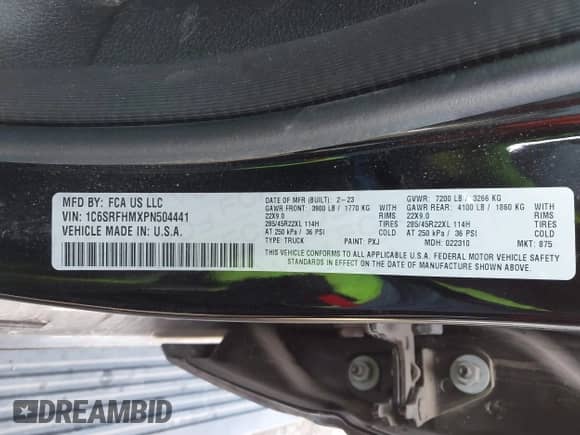 MFD BY: FCA US LLC
VIN: 1C6SRFHMXPN504441
VEHICLE MADE IN: U.S.A.
DATE OF MFR (BUILT): 2-23
GAWR FRONT: 3900 LB / 1770 KG
22X9.0 RIMS
285/45R22XL 114H TIRES
AT 250 kPa / 36 PSI COLD
TYPE: TRUCK PAINT: PXJ
GVWR: 7200 LB / 3266 KG
GAWR REAR: 4100 LB / 1860 KG
22X9.0 RIMS
285/45R22XL 114H TIRES
AT 250 kPa / 36 PSI COLD
MDH: 022310 MKT: 875
THIS VEHICLE CONFORMS TO ALL APPLICABLE U.S.A. FEDERAL MOTOR VEHICLE SAFETY
STANDARDS IN EFFECT ON THE DATE OF MANUFACTURE SHOWN ABOVE.
DREAMBID